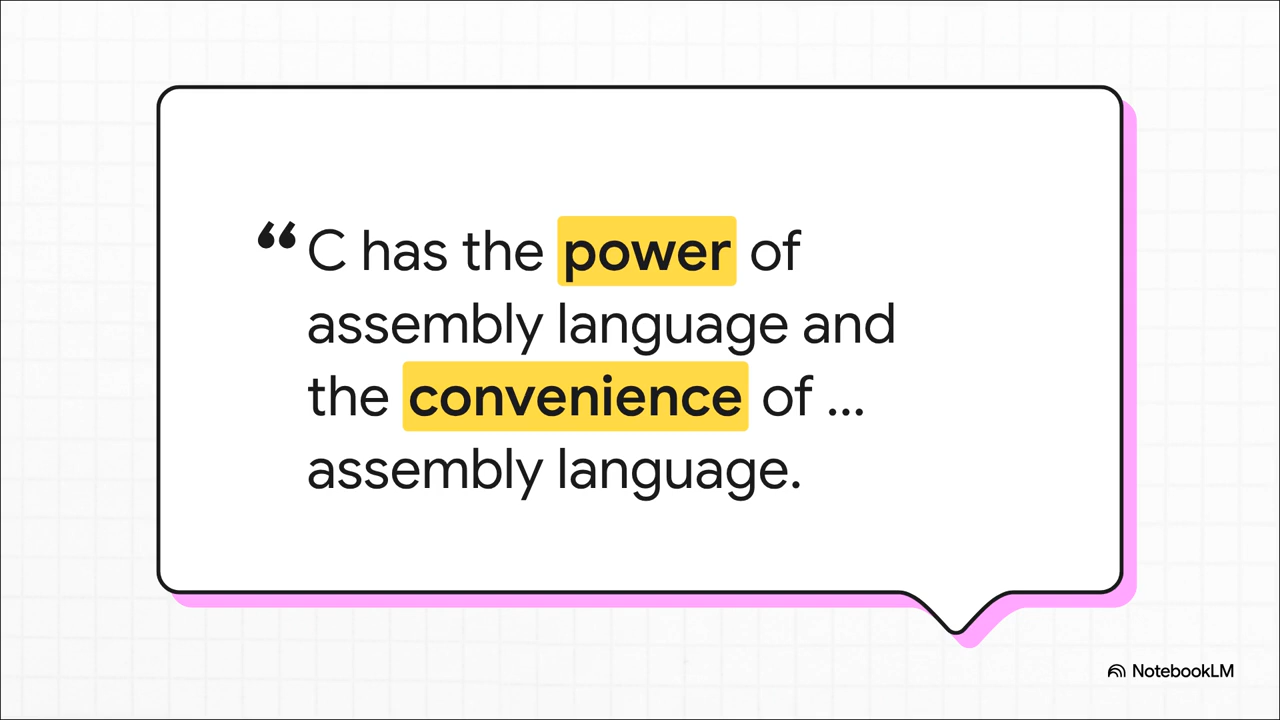 “C has the power of
assembly language and
the convenience of ...
assembly language.
NotebookLM